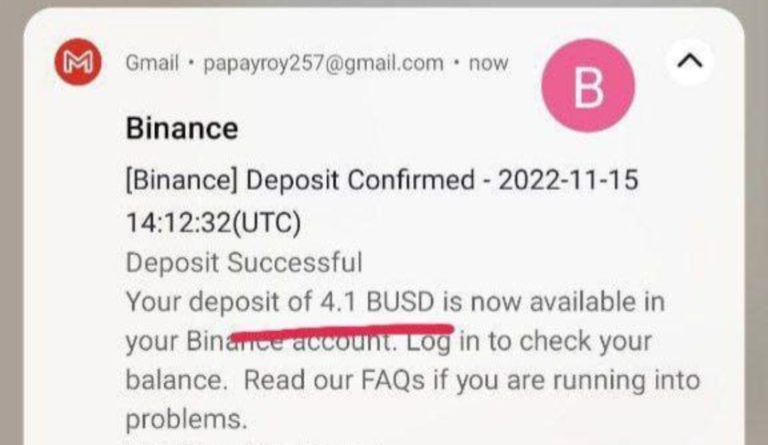 Gmail • papayroy257@gmail.com • now
B
Binance
[Binance] Deposit Confirmed - 2022-11-15
14:12:32(UTC)
Deposit Successful
Your deposit of 4.1 BUSD is now available in
your Binance account. Log in to check your
balance.  Read our FAQs if you are running into
problems.